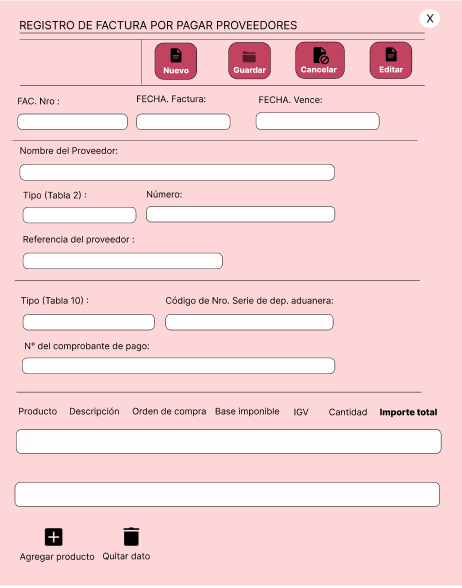 REGISTRO DE FACTURA POR PAGAR PROVEEDORES
X
Nuevo Guardar Cancelar Editar
FAC. Nro : FECHA. Factura: FECHA. Vence:
Nombre del Proveedor:
Tipo (Tabla 2) : Número:
Referencia del proveedor :
Tipo (Tabla 10) : Código de Nro. Serie de dep. aduanera:
N° del comprobante de pago:
Producto Descripción Orden de compra Base imponible IGV Cantidad Importe total
Agregar producto Quitar dato